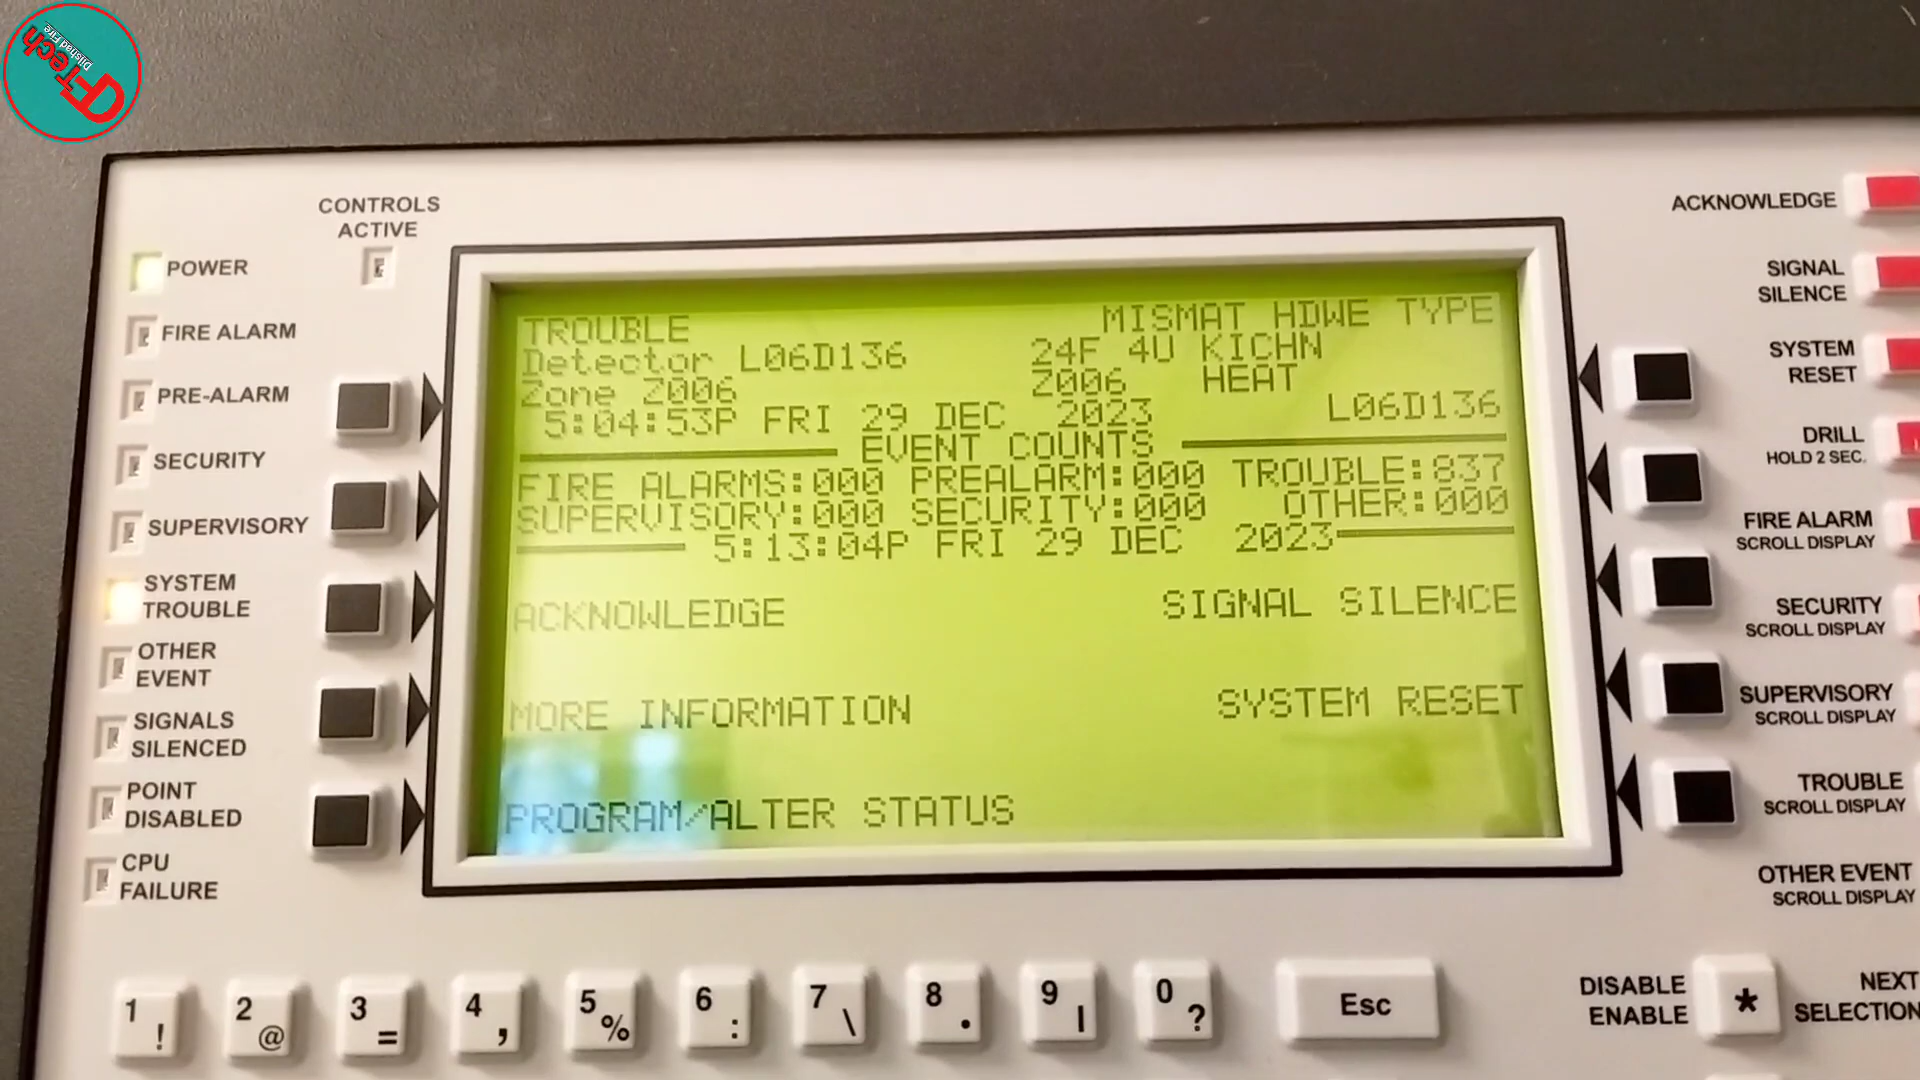 DFTech
Dilshad Fire
CONTROLS
ACTIVE
POWER
FIRE ALARM
PRE-ALARM
SECURITY
SUPERVISORY
SYSTEM
TROUBLE
OTHER
EVENT
SIGNALS
SILENCED
POINT
DISABLED
CPU
FAILURE
TROUBLE MISMAT HDWE TYPE
Detector L06D136 24F 4U KICHN
Zone Z006 Z006 HEAT
5:04:53P FRI 29 DEC 2023 L06D136
EVENT COUNTS
FIRE ALARMS:000 PREALARM:000 TROUBLE:837
SUPERVISORY:000 SECURITY:000 OTHER:000
5:13:04P FRI 29 DEC 2023
ACKNOWLEDGE SIGNAL SILENCE
MORE INFORMATION SYSTEM RESET
PROGRAM/ALTER STATUS
ACKNOWLEDGE
SIGNAL
SILENCE
SYSTEM
RESET
DRILL
HOLD 2 SEC.
FIRE ALARM
SCROLL DISPLAY
SECURITY
SCROLL DISPLAY
SUPERVISORY
SCROLL DISPLAY
TROUBLE
SCROLL DISPLAY
OTHER EVENT
SCROLL DISPLAY
1 !
2 @
3 =
4 ,
5 %
6 :
7 \
8 .
9 |
0 ?
Esc
DISABLE
ENABLE
*
NEXT
SELECTION